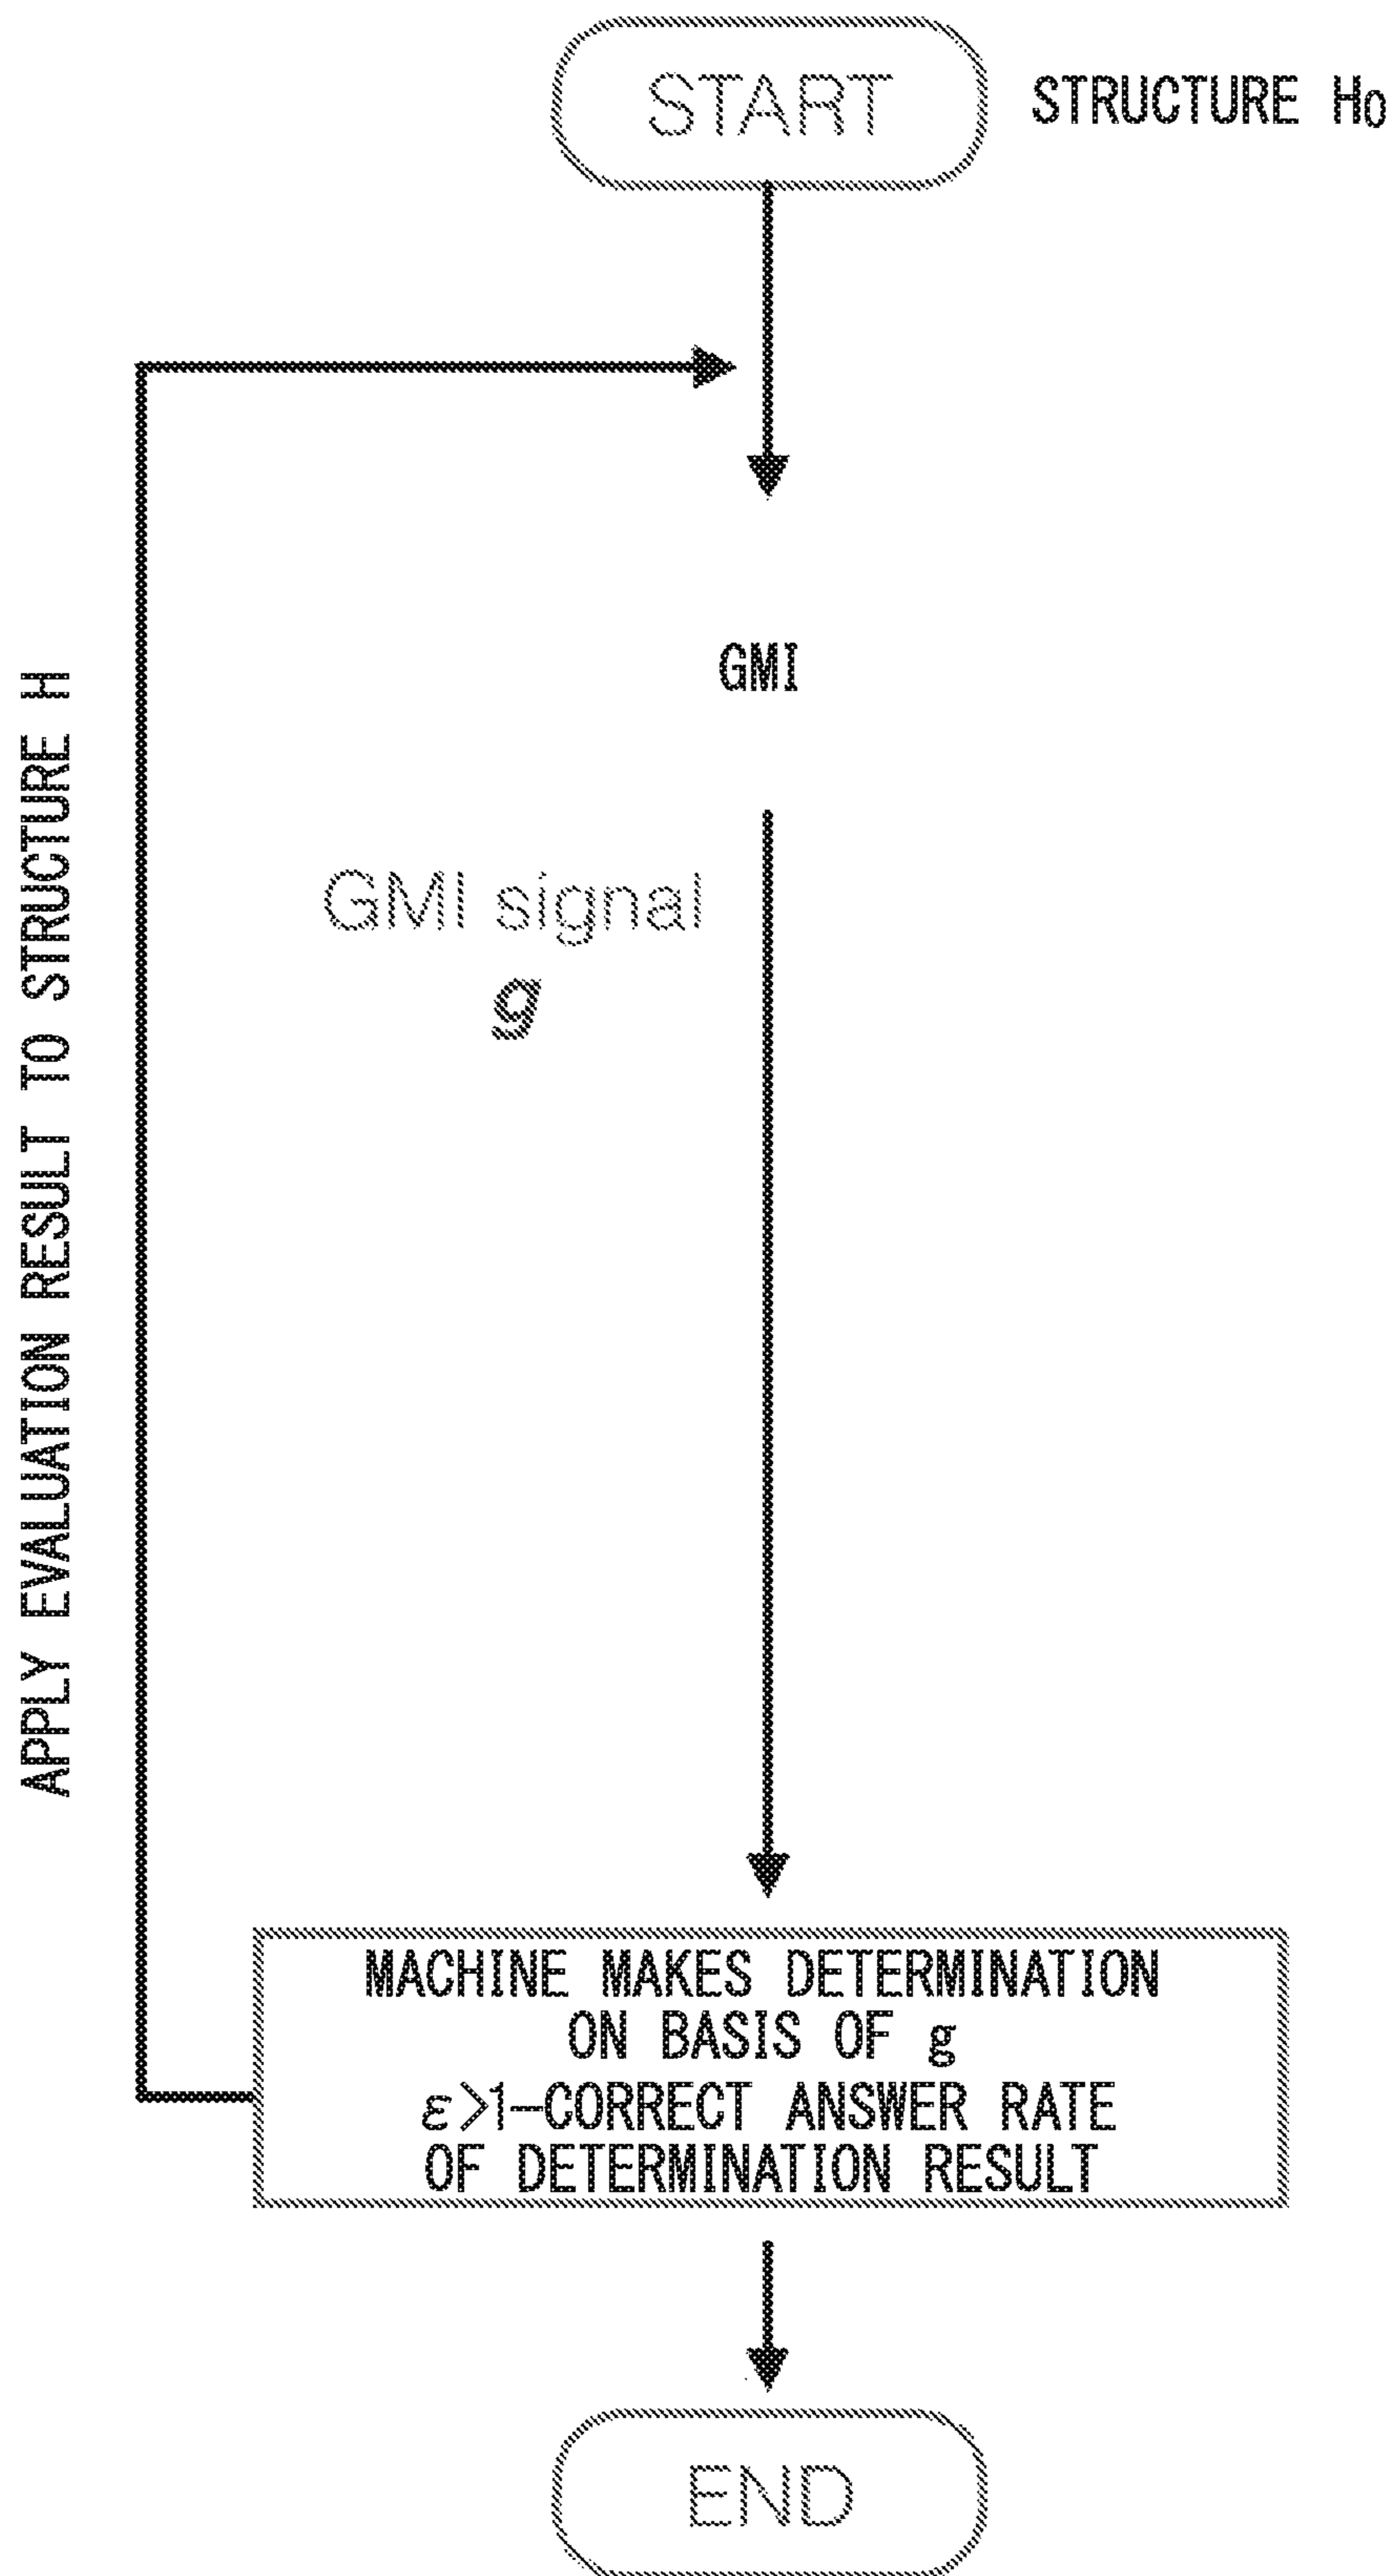 START
STRUCTURE H0
GMI
GMI signal
g
APPLY EVALUATION RESULT TO STRUCTURE H
MACHINE MAKES DETERMINATION
ON BASIS OF g
ε>1-CORRECT ANSWER RATE
OF DETERMINATION RESULT
END